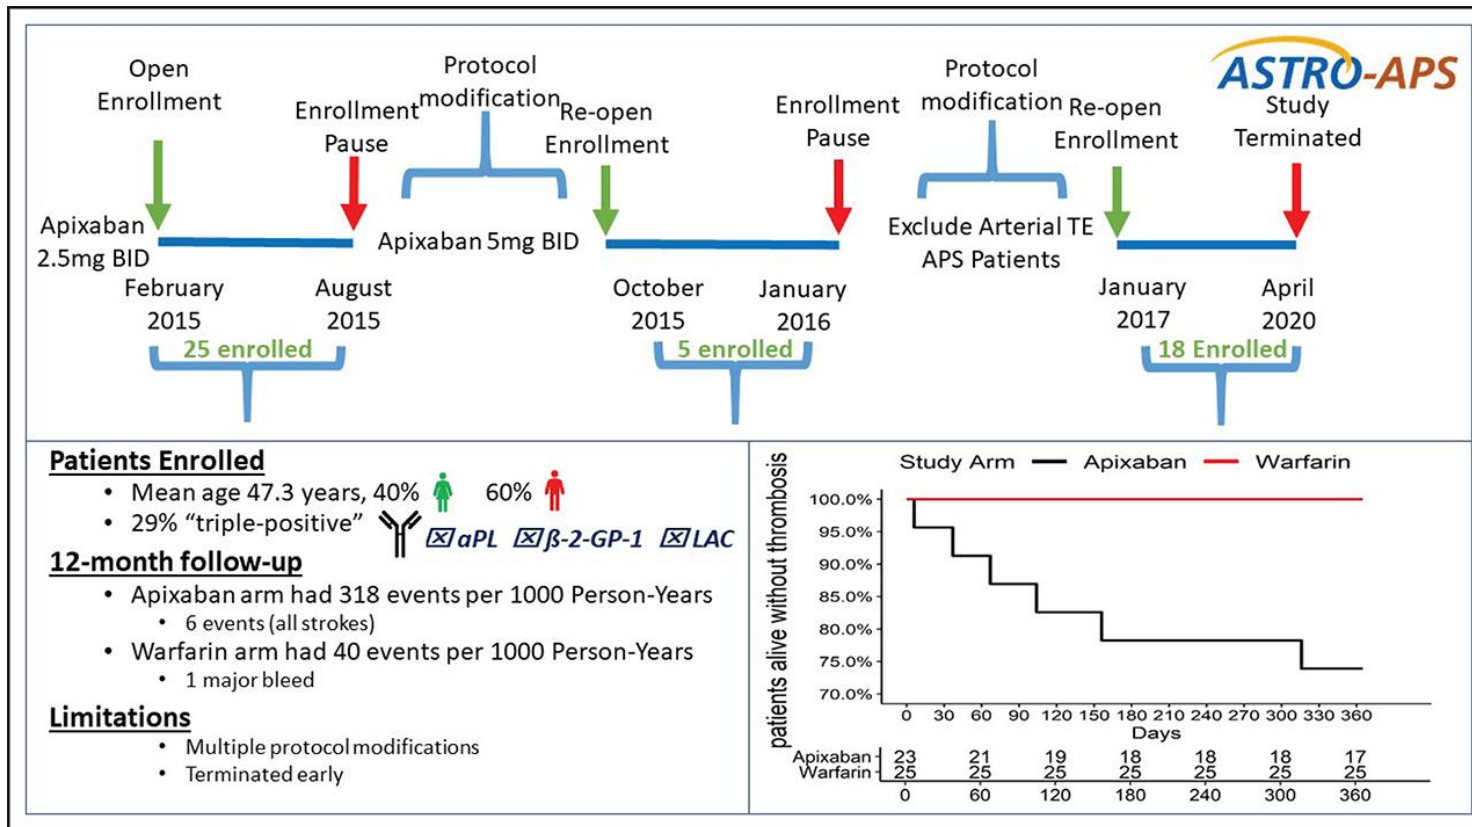 ASTRO-APS
Open
Enrollment
Enrollment
Pause
Protocol
modification
Re-open
Enrollment
Enrollment
Pause
Protocol
modification
Re-open
Enrollment
Study
Terminated
Apixaban
2.5mg BID
Apixaban 5mg BID
Exclude Arterial TE
APS Patients
February
2015
August
2015
October
2015
January
2016
January
2017
April
2020
25 enrolled
5 enrolled
18 Enrolled
Patients Enrolled
• Mean age 47.3 years, 40% 60%
• 29% “triple-positive”
☒ aPL ☒ β-2-GP-1 ☒ LAC
12-month follow-up
• Apixaban arm had 318 events per 1000 Person-Years
• 6 events (all strokes)
• Warfarin arm had 40 events per 1000 Person-Years
• 1 major bleed
Limitations
• Multiple protocol modifications
• Terminated early
Study Arm Apixaban Warfarin
patients alive without thrombosis
100.0%
95.0%
90.0%
85.0%
80.0%
75.0%
70.0%
0 30 60 90 120 150 180 210 240 270 300 330 360
Days
Apixaban 23 21 19 18 18 18 17
Warfarin 25 25 25 25 25 25 25
0 60 120 180 240 300 360